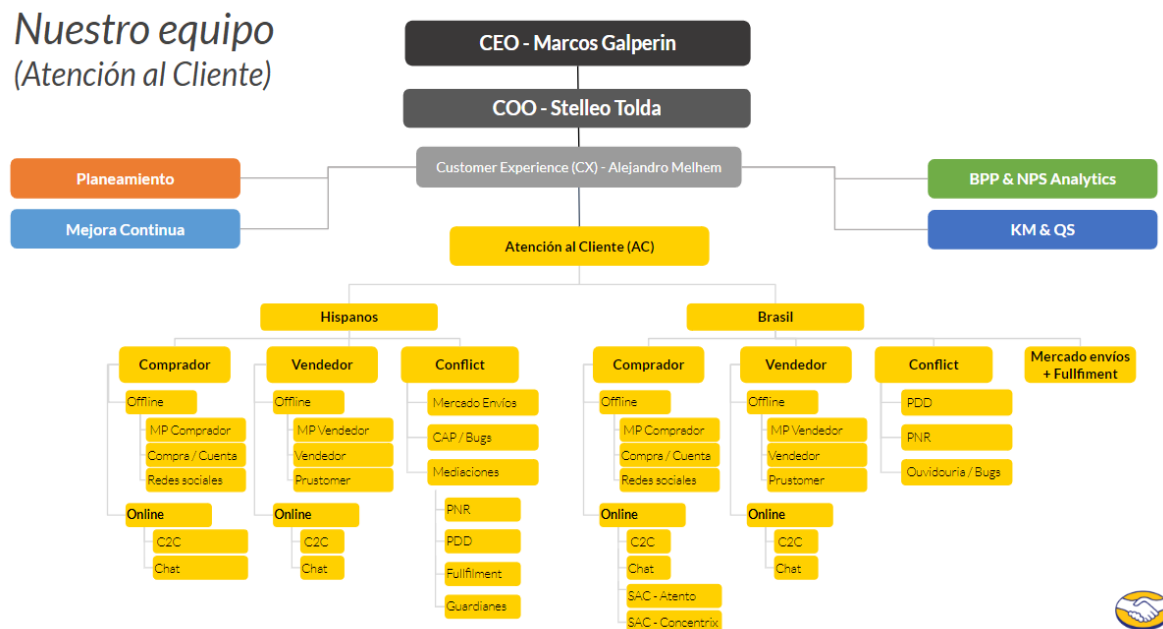 Nuestro equipo
(Atención al Cliente)
CEO - Marcos Galperin
COO - Stelleo Tolda
Customer Experience (CX) - Alejandro Melhem
Planeamiento
Mejora Continua
BPP & NPS Analytics
KM & QS
Atención al Cliente (AC)
Hispanos
Comprador
Offline
MP Comprador
Compra / Cuenta
Redes sociales
Online
C2C
Chat
Vendedor
Offline
MP Vendedor
Vendedor
Prustomer
Online
C2C
Chat
Conflict
Mercado Envíos
CAP / Bugs
Mediaciones
PNR
PDD
Fullfilment
Guardianes
Brasil
Comprador
Offline
MP Comprador
Compra / Cuenta
Redes sociales
Online
C2C
Chat
SAC - Atento
SAC - Concentrix
Vendedor
Offline
MP Vendedor
Vendedor
Prustomer
Online
C2C
Chat
Conflict
PDD
PNR
Ouvidouria / Bugs
Mercado envíos
+ Fullfiment